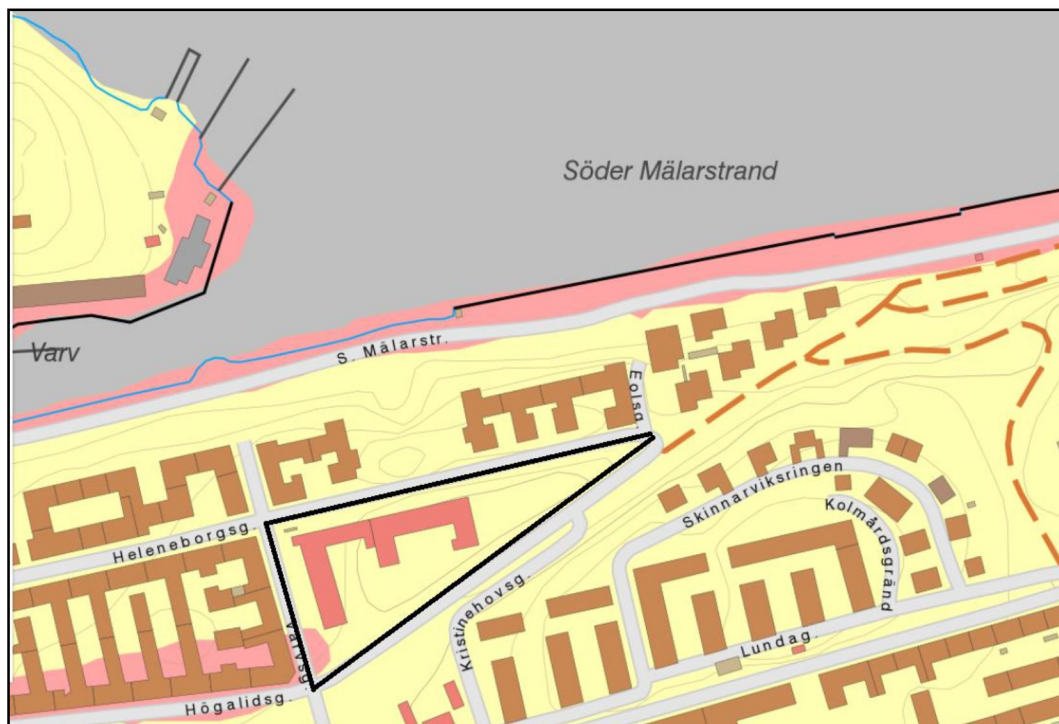 Söder Mälarstrand
Varv
S. Mälarstr.
Eolsg.
Heleneborgsg.
Skinnarviksringen
Kolmårdsgränd
Varvsg.
Kristinehovsg.
Lundag.
Högalidsg.